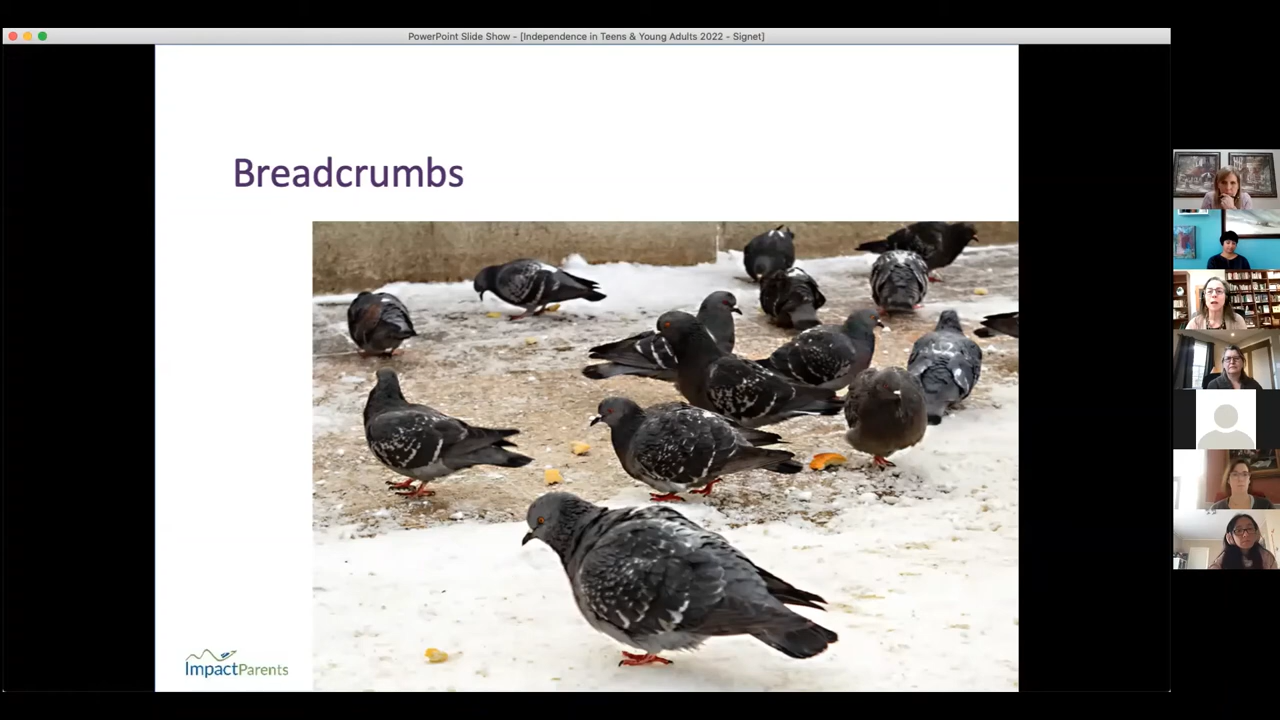 PowerPoint Slide Show - [Independence in Teens & Young Adults 2022 - Signet]
Breadcrumbs
ImpactParents